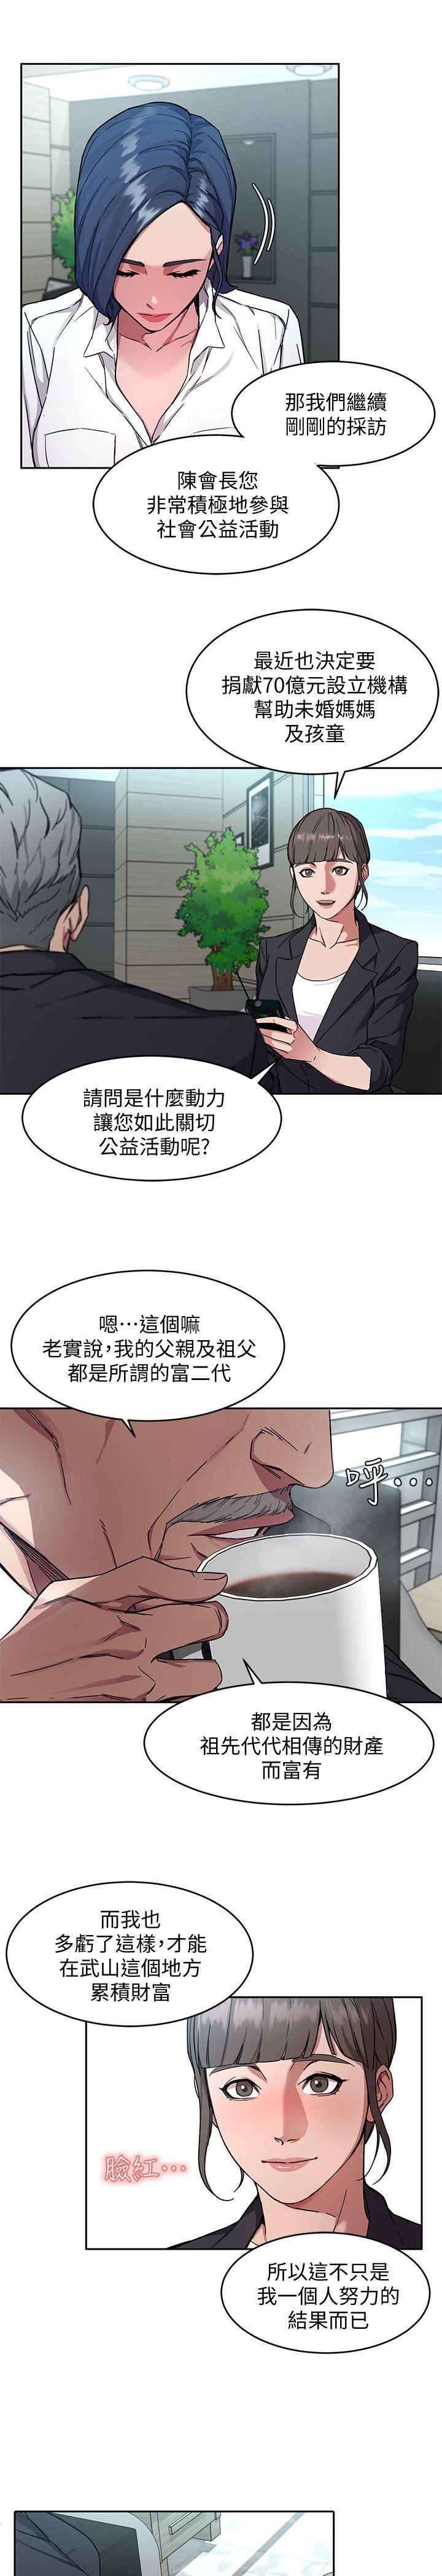 那我們繼續
剛剛的採訪
陳會長您
非常積極地參與
社會公益活動
最近也決定要
捐獻70億元設立機構
幫助未婚媽媽
及孩童
請問是什麼動力
讓您如此關切
公益活動呢?
嗯⋯這個嘛
老實說,我的父親及祖父
都是所謂的富二代
呼⋯
都是因為
祖先代代相傳的財產
而富有
而我也
多虧了這樣,才能
在武山這個地方
累積財富
臉紅⋯
所以這不只是
我一個人努力的
結果而已